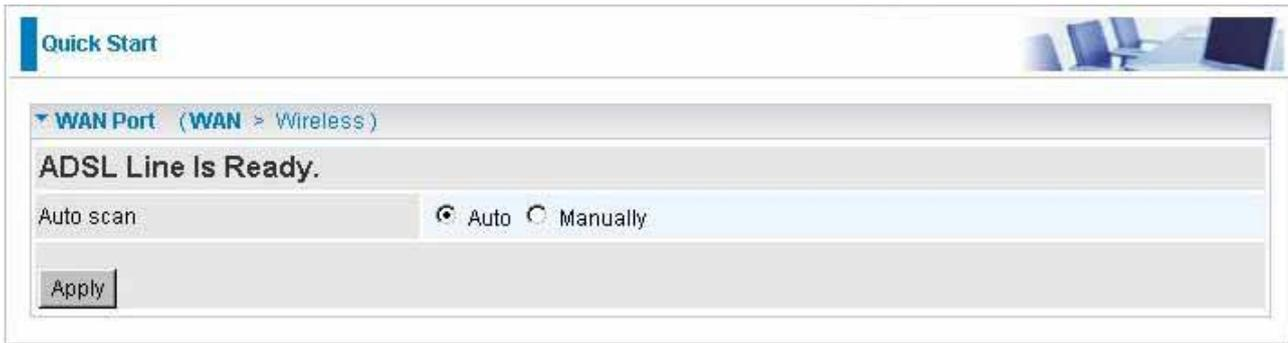 Quick Start
WAN Port (WAN > Wireless)
ADSL Line Is Ready.
Auto scan Auto Manually
Apply